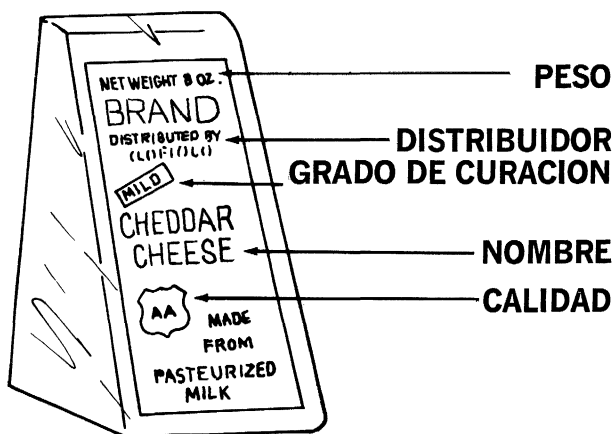 NET WEIGHT 8 OZ.
PESO
BRAND
DISTRIBUTED BY
DISTRIBUIDOR
MILD
GRADO DE CURACION
CHEDDAR
CHEESE
NOMBRE
AA
CALIDAD
MADE
FROM
PASTEURIZED
MILK